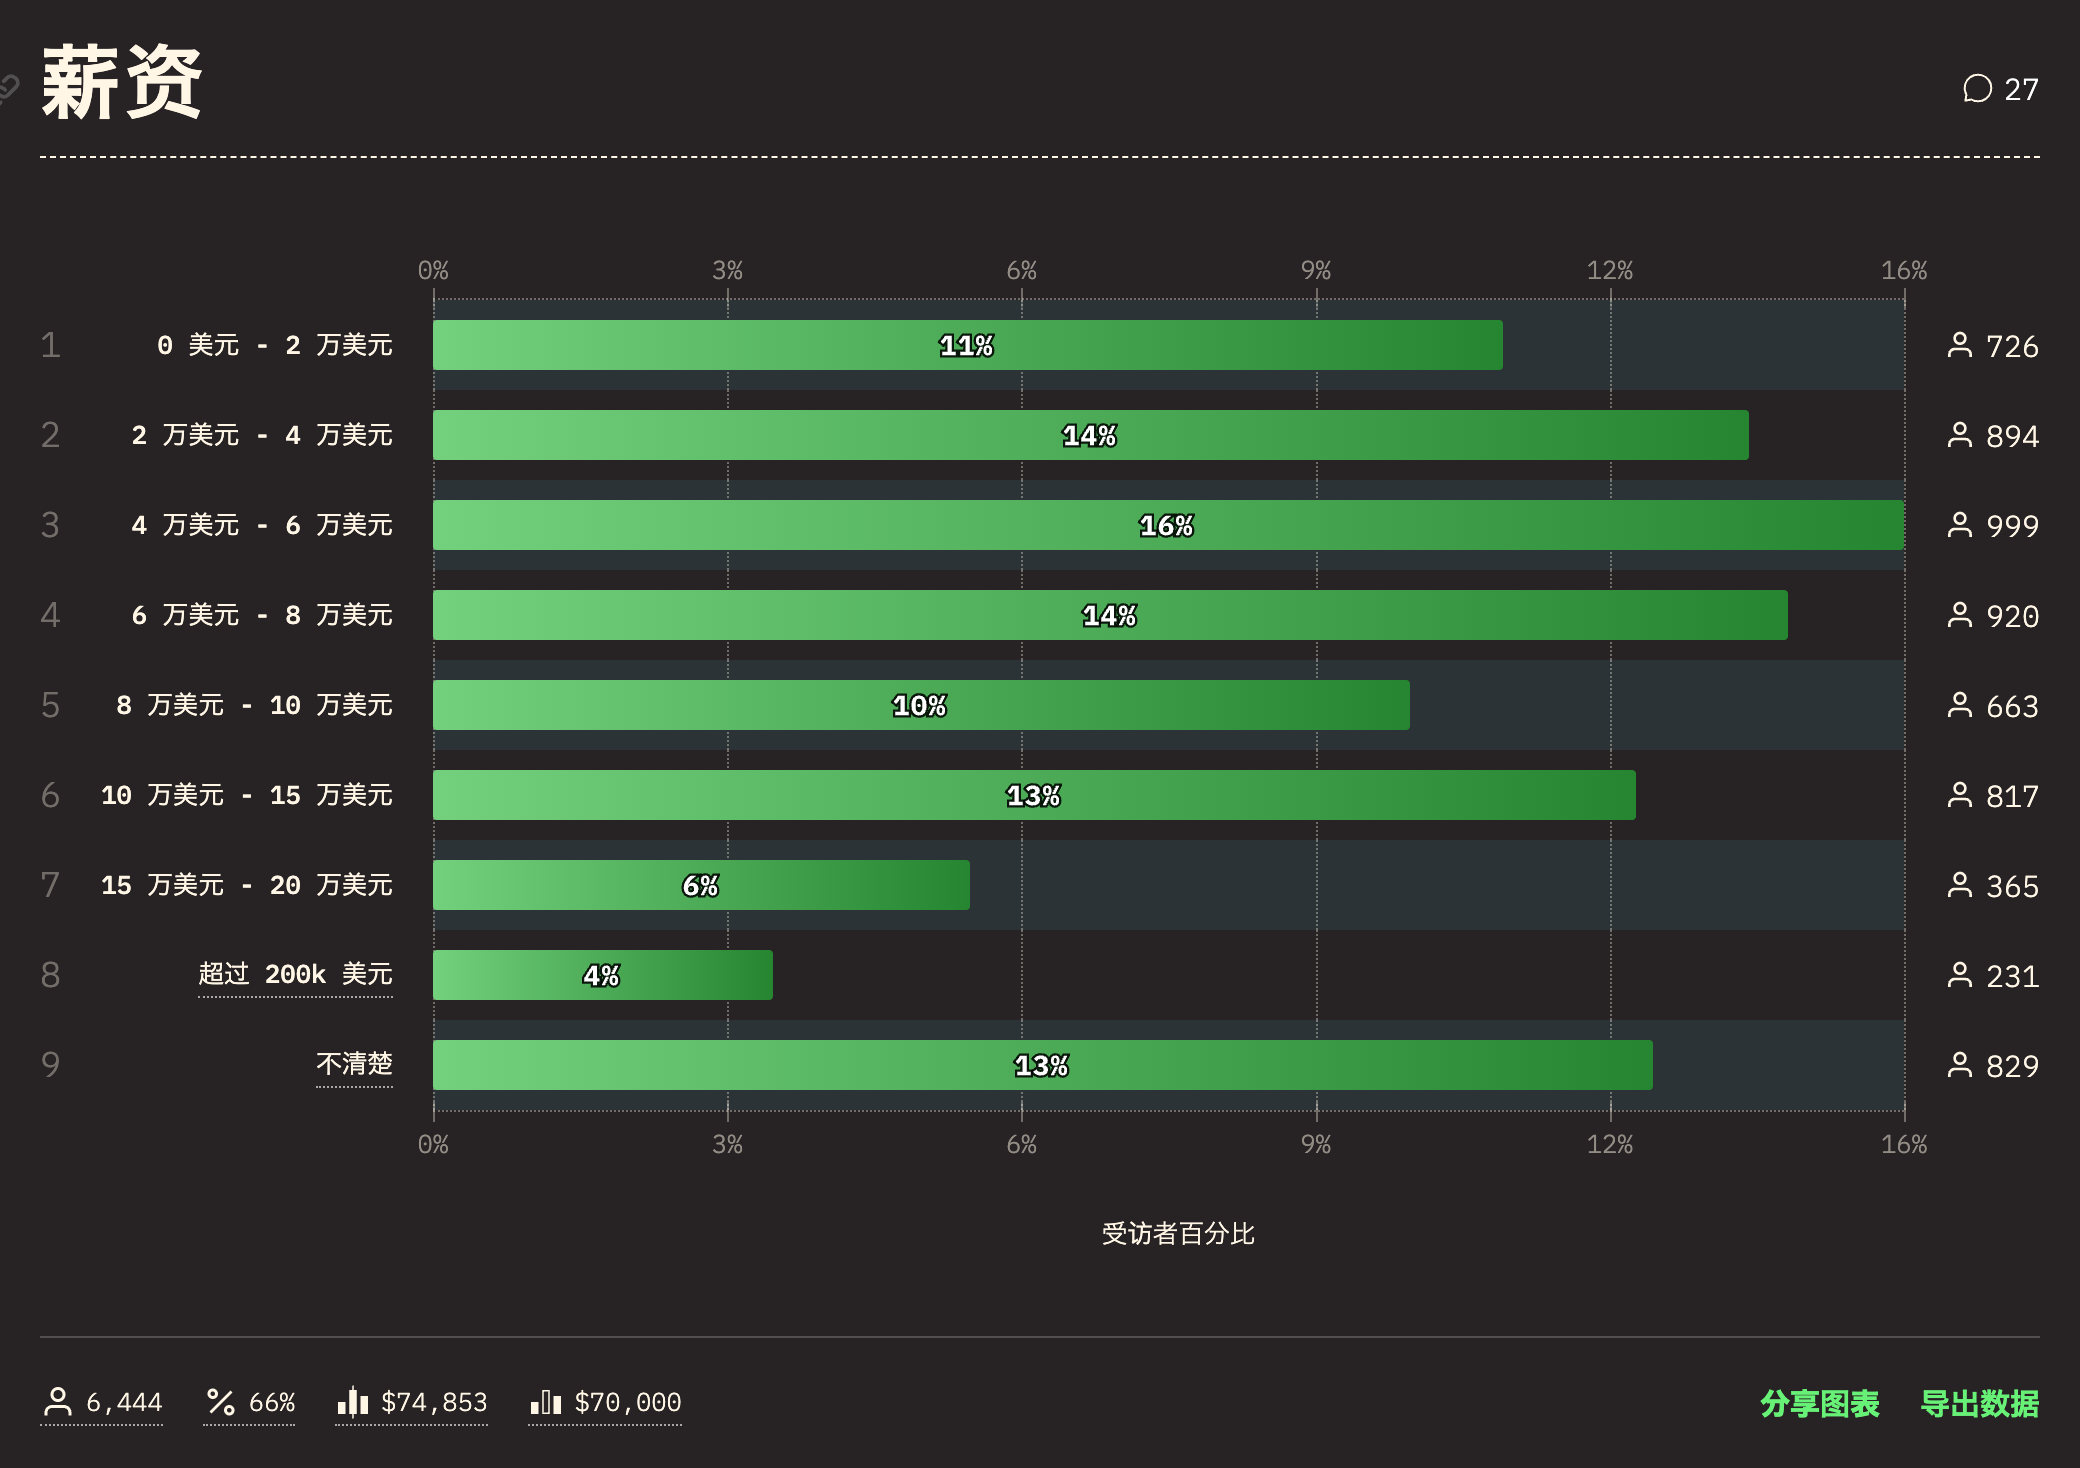 薪资
27
0% 3% 6% 9% 12% 16%
1 0 美元 - 2 万美元 11% 726
2 2 万美元 - 4 万美元 14% 894
3 4 万美元 - 6 万美元 16% 999
4 6 万美元 - 8 万美元 14% 920
5 8 万美元 - 10 万美元 10% 663
6 10 万美元 - 15 万美元 13% 817
7 15 万美元 - 20 万美元 6% 365
8 超过 200k 美元 4% 231
9 不清楚 13% 829
0% 3% 6% 9% 12% 16%
受访者百分比
6,444 66% $74,853 $70,000 分享图表 导出数据